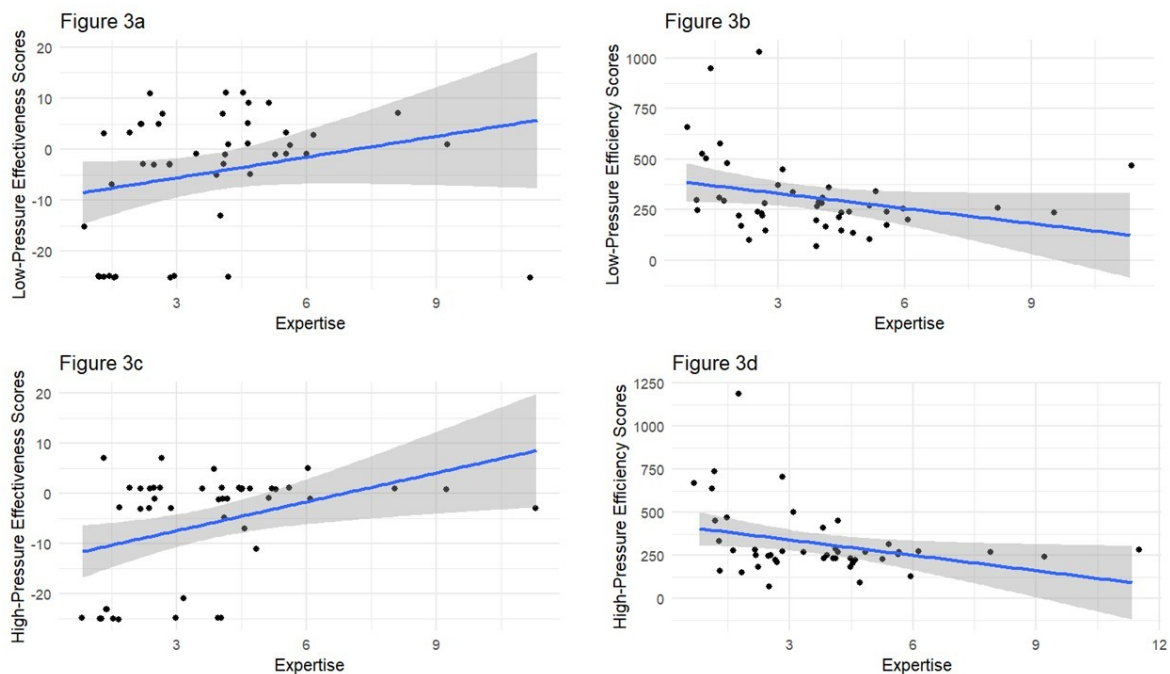 Figure 3a
20
10
0
-10
-20
Low-Pressure Effectiveness Scores
3
6
9
Expertise
Figure 3b
1000
750
500
250
0
Low-Pressure Efficiency Scores
3
6
9
Expertise
Figure 3c
20
10
0
-10
-20
High-Pressure Effectiveness Scores
3
6
9
Expertise
Figure 3d
1250
1000
750
500
250
0
High-Pressure Efficiency Scores
3
6
9
12
Expertise